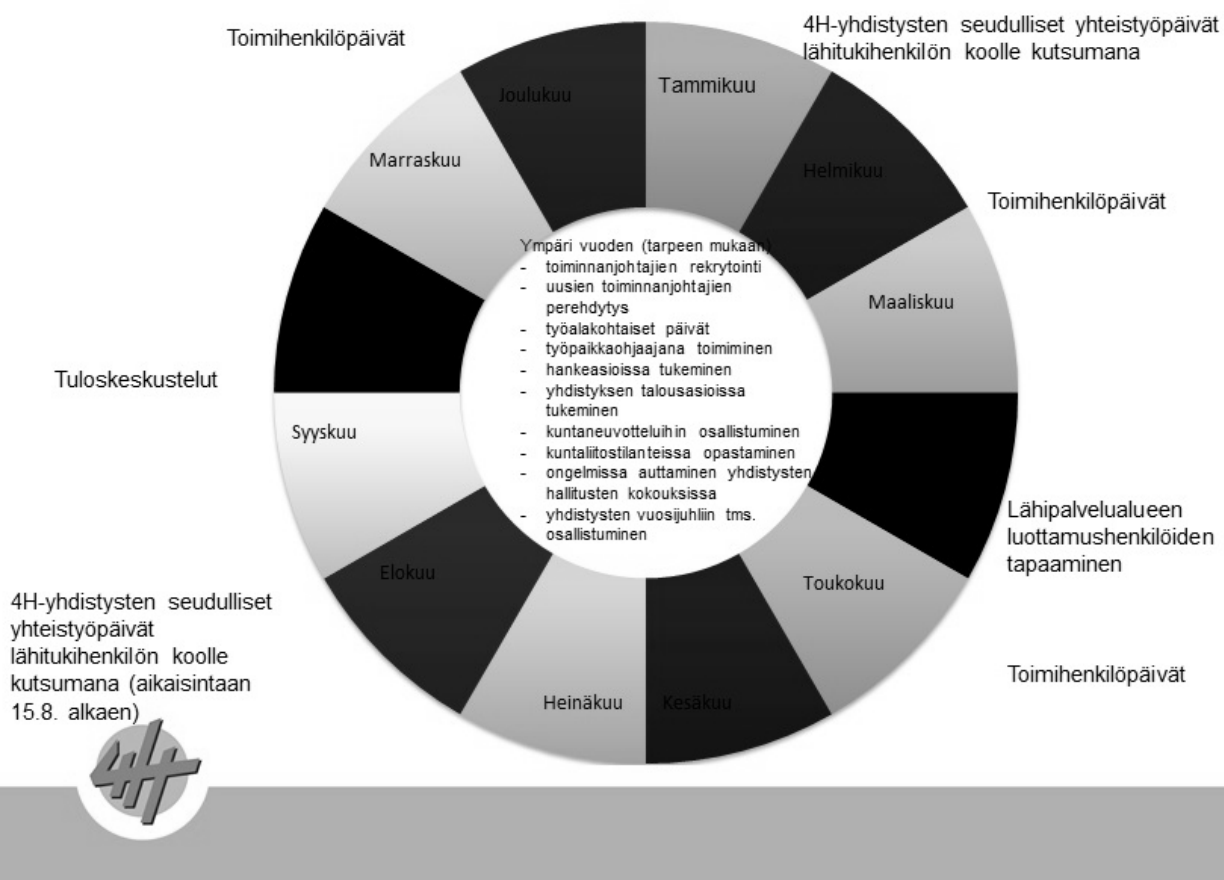 Toimihenkilöpäivät
4H-yhdistysten seudulliset yhteistyöpäivät
lähitukihenkilön koolle kutsumana
Joulukuu
Tammikuu
Marraskuu
Helmikuu
Toimihenkilöpäivät
Maaliskuu
Ympäri vuoden (tarpeen mukaan)
- toiminnanjohtajien rekrytointi
- uusien toiminnanjohtajien
perehdytys
- työalakohtaiset päivät
- työpaikkaohjaajana toimiminen
- hankeasioissa tukeminen
- yhdistyksen talousasioissa
tukeminen
- kuntaneuvotteluihin osallistuminen
- kuntaliitostilanteissa opastaminen
- ongelmissa auttaminen yhdistysten
hallitusten kokouksissa
- yhdistysten vuosijuhliin tms.
osallistuminen
Tuloskeskustelut
Syyskuu
Lähipalvelualueen
luottamushenkilöiden
tapaaminen
Elokuu
Toukokuu
4H-yhdistysten seudulliset
yhteistyöpäivät
lähitukihenkilön koolle
kutsumana (aikaisintaan
15.8. alkaen)
Toimihenkilöpäivät
Heinäkuu
Kesäkuu
4H